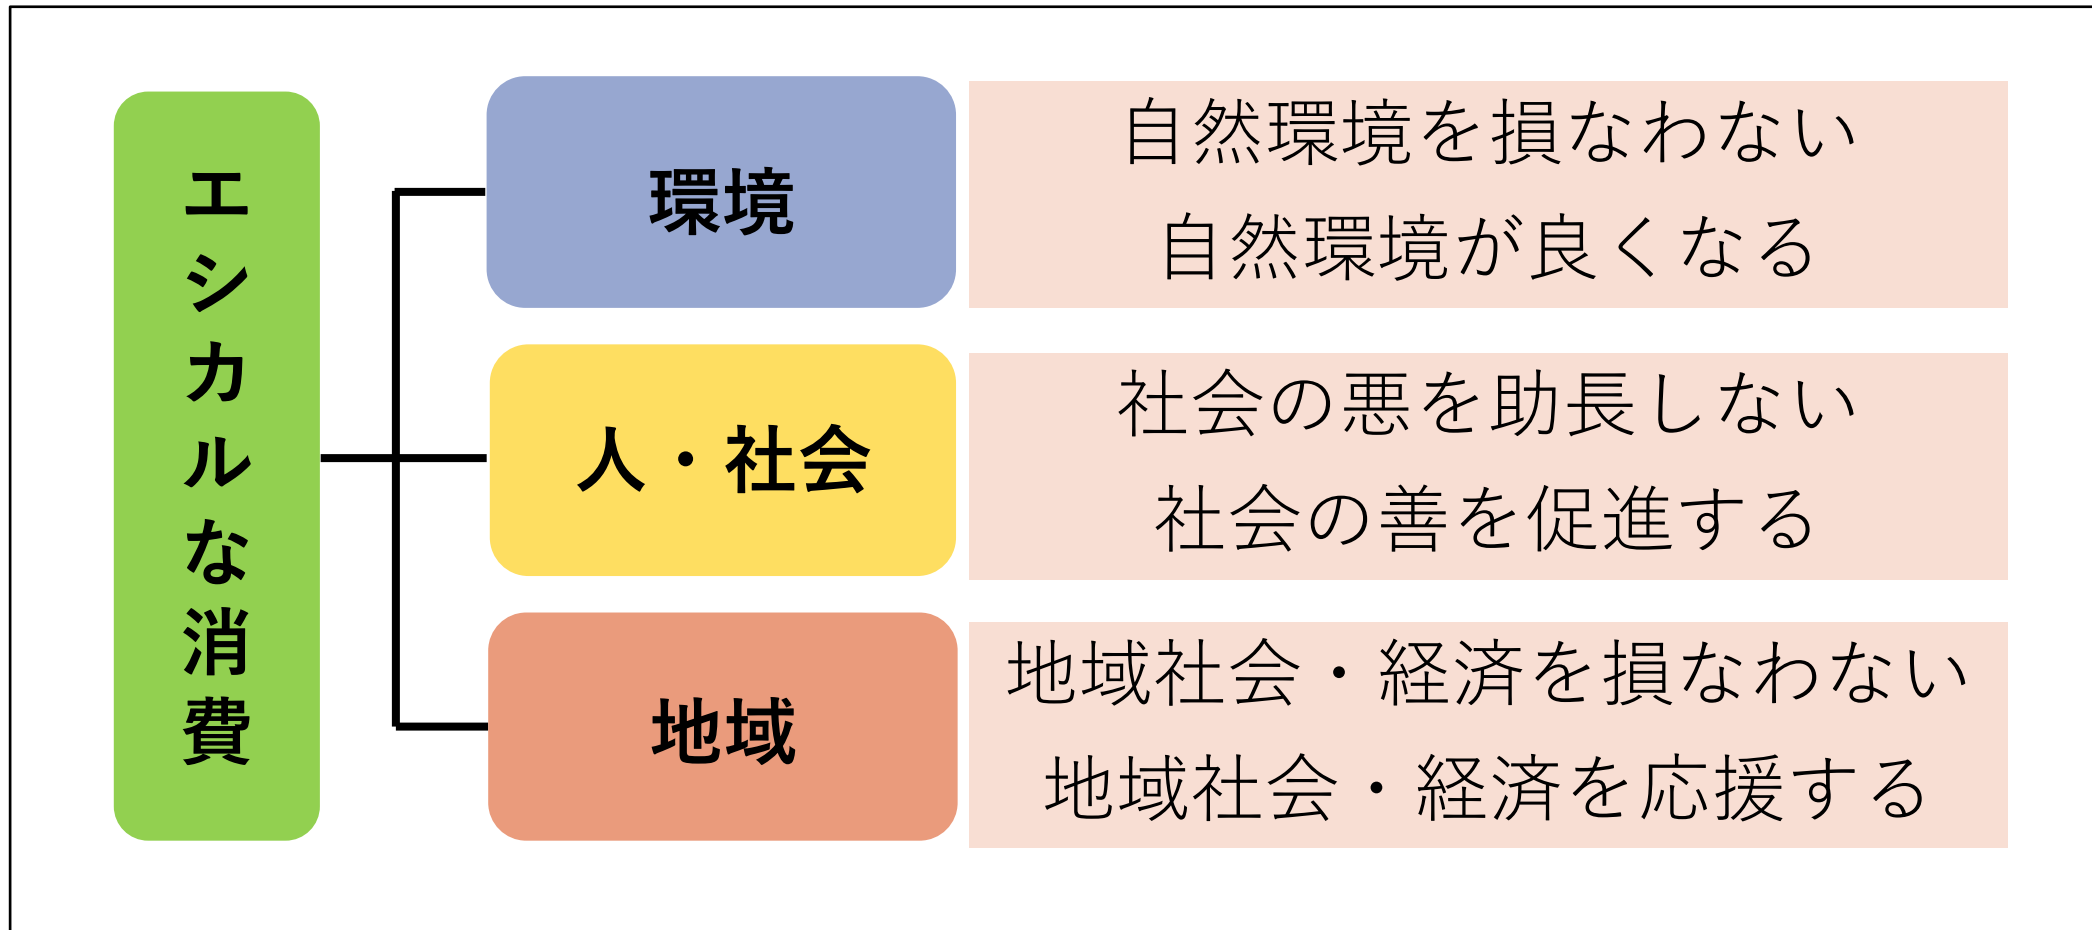 エシカルな消費
環境
自然環境を損なわない
自然環境が良くなる
人・社会
社会の悪を助長しない
社会の善を促進する
地域
地域社会・経済を損なわない
地域社会・経済を応援する